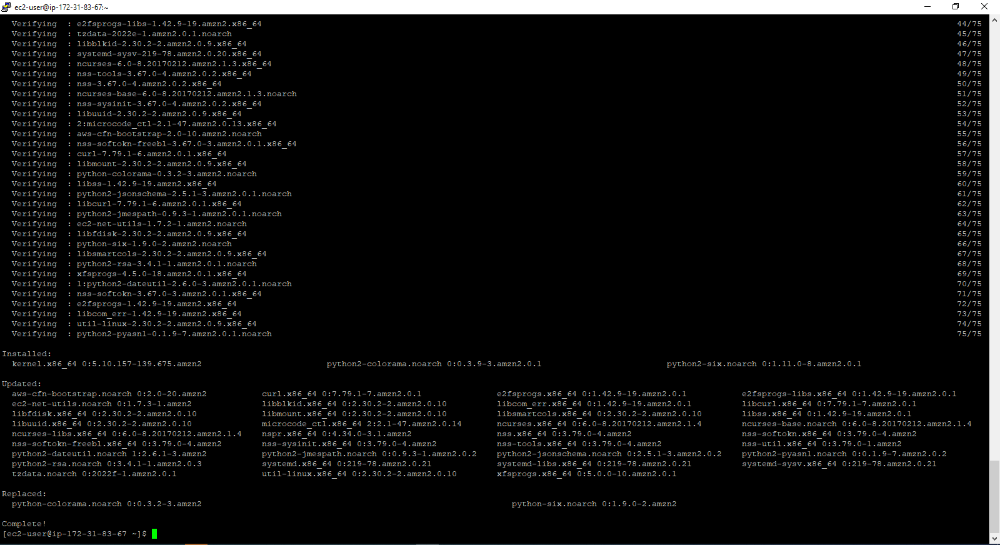 ec2-user@ip-172-31-83-67:~
Verifying : e2fsprogs-libs-1.42.9-19.amzn2.x86_64 44/75
Verifying : tzdata-2022e-1.amzn2.0.1.noarch 45/75
Verifying : libblkid-2.30.2-2.amzn2.0.9.x86_64 46/75
Verifying : systemd-sysv-219-78.amzn2.0.20.x86_64 47/75
Verifying : ncurses-6.0-8.20170212.amzn2.1.3.x86_64 48/75
Verifying : nss-tools-3.67.0-4.amzn2.0.2.x86_64 49/75
Verifying : nss-3.67.0-4.amzn2.0.2.x86_64 50/75
Verifying : ncurses-base-6.0-8.20170212.amzn2.1.3.noarch 51/75
Verifying : nss-sysinit-3.67.0-4.amzn2.0.2.x86_64 52/75
Verifying : libuuid-2.30.2-2.amzn2.0.9.x86_64 53/75
Verifying : 2:microcode_ctl-2.1-47.amzn2.0.13.x86_64 54/75
Verifying : aws-cfn-bootstrap-2.0-10.amzn2.noarch 55/75
Verifying : nss-softokn-freebl-3.67.0-3.amzn2.0.1.x86_64 56/75
Verifying : curl-7.79.1-6.amzn2.0.1.x86_64 57/75
Verifying : libmount-2.30.2-2.amzn2.0.9.x86_64 58/75
Verifying : python-colorama-0.3.2-3.amzn2.noarch 59/75
Verifying : libss-1.42.9-19.amzn2.x86_64 60/75
Verifying : python2-jsonschema-2.5.1-3.amzn2.0.1.noarch 61/75
Verifying : libcurl-7.79.1-6.amzn2.0.1.x86_64 62/75
Verifying : python2-jmespath-0.9.3-1.amzn2.0.1.noarch 63/75
Verifying : ec2-net-utils-1.7.2-1.amzn2.noarch 64/75
Verifying : libfdisk-2.30.2-2.amzn2.0.9.x86_64 65/75
Verifying : python-six-1.9.0-2.amzn2.noarch 66/75
Verifying : libsmartcols-2.30.2-2.amzn2.0.9.x86_64 67/75
Verifying : python2-rsa-3.4.1-1.amzn2.0.1.noarch 68/75
Verifying : xfsprogs-4.5.0-18.amzn2.0.1.x86_64 69/75
Verifying : 1:python2-dateutil-2.6.0-3.amzn2.0.1.noarch 70/75
Verifying : nss-softokn-3.67.0-3.amzn2.0.1.x86_64 71/75
Verifying : e2fsprogs-1.42.9-19.amzn2.x86_64 72/75
Verifying : libcom_err-1.42.9-19.amzn2.x86_64 73/75
Verifying : util-linux-2.30.2-2.amzn2.0.9.x86_64 74/75
Verifying : python2-pyasn1-0.1.9-7.amzn2.0.1.noarch 75/75
Installed:
kernel.x86_64 0:5.10.157-139.675.amzn2 python2-colorama.noarch 0:0.3.9-3.amzn2.0.1 python2-six.noarch 0:1.11.0-8.amzn2.0.1
Updated:
aws-cfn-bootstrap.noarch 0:2.0-20.amzn2 curl.x86_64 0:7.79.1-7.amzn2.0.1 e2fsprogs.x86_64 0:1.42.9-19.amzn2.0.1 e2fsprogs-libs.x86_64 0:1.42.9-19.amzn2.0.1
ec2-net-utils.noarch 0:1.7.3-1.amzn2 libblkid.x86_64 0:2.30.2-2.amzn2.0.10 libcom_err.x86_64 0:1.42.9-19.amzn2.0.1 libcurl.x86_64 0:7.79.1-7.amzn2.0.1
libfdisk.x86_64 0:2.30.2-2.amzn2.0.10 libmount.x86_64 0:2.30.2-2.amzn2.0.10 libsmartcols.x86_64 0:2.30.2-2.amzn2.0.10 libss.x86_64 0:1.42.9-19.amzn2.0.1
libuuid.x86_64 0:2.30.2-2.amzn2.0.10 microcode_ctl.x86_64 2:2.1-47.amzn2.0.14 ncurses.x86_64 0:6.0-8.20170212.amzn2.1.4 ncurses-base.noarch 0:6.0-8.20170212.amzn2.1.4
ncurses-libs.x86_64 0:6.0-8.20170212.amzn2.1.4 nspr.x86_64 0:4.34.0-3.1.amzn2 nss.x86_64 0:3.79.0-4.amzn2 nss-softokn.x86_64 0:3.79.0-4.amzn2
nss-softokn-freebl.x86_64 0:3.79.0-4.amzn2 nss-sysinit.x86_64 0:3.79.0-4.amzn2 nss-tools.x86_64 0:3.79.0-4.amzn2 nss-util.x86_64 0:3.79.0-1.amzn2
python2-dateutil.noarch 1:2.6.1-3.amzn2 python2-jmespath.noarch 0:0.9.3-1.amzn2.0.2 python2-jsonschema.noarch 0:2.5.1-3.amzn2.0.2 python2-pyasn1.noarch 0:0.1.9-7.amzn2.0.2
python2-rsa.noarch 0:3.4.1-1.amzn2.0.3 systemd.x86_64 0:219-78.amzn2.0.21 systemd-libs.x86_64 0:219-78.amzn2.0.21 systemd-sysv.x86_64 0:219-78.amzn2.0.21
tzdata.noarch 0:2022f-1.amzn2.0.1 util-linux.x86_64 0:2.30.2-2.amzn2.0.10 xfsprogs.x86_64 0:5.0.0-10.amzn2.0.1
Replaced:
python-colorama.noarch 0:0.3.2-3.amzn2 python-six.noarch 0:1.9.0-2.amzn2
Complete!
[ec2-user@ip-172-31-83-67 ~]$